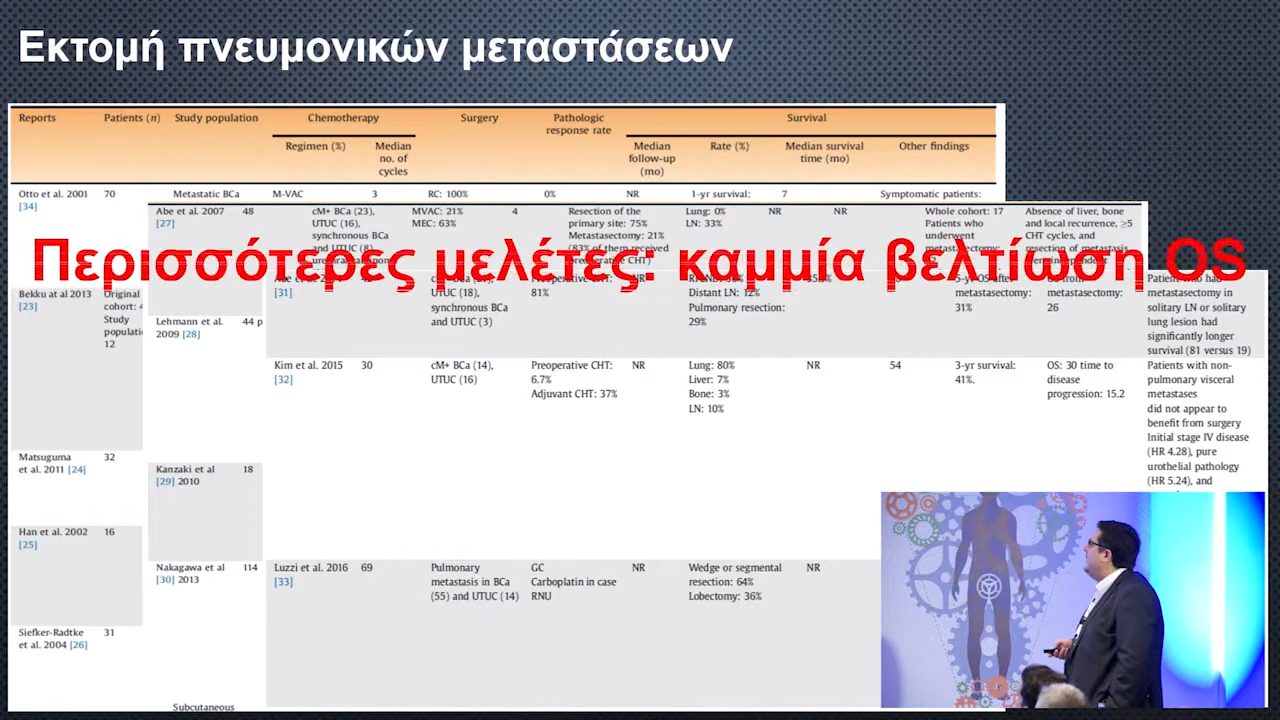 Εκτομή πνευμονικών μεταστάσεων
Reports Patients (n) Study population Chemotherapy Surgery Pathologic response rate Survival
Regimen (%) Median no. of cycles Median follow-up (mo) Rate (%) Median survival time (mo) Other findings
Otto et al. 2001 [34] 70 Metastatic BCa M-VAC 3 RC: 100% 0% NR 1-yr survival: 7 Symptomatic patients:
Abe et al. 2007 [27] 48 cM+ BCa (23), UTUC (16), synchronous BCa MVAC: 21% MEC: 63% 4 Resection of the primary site: 75% Metastasectomy: 21% Lung: 0% LN: 33% NR NR Whole cohort: 17 Patients who underwent Absence of liver, bone and local recurrence, ≥5 CHT cycles, and
Περισσότερες μελέτες: καμμία βελτίωση OS
[31] UTUC (18), synchronous BCa and UTUC (3) 81% Distant LN: 12% Pulmonary resection: 29% metastasectomy: 31% metastasectomy: 26 metastasectomy in solitary LN or solitary lung lesion had significantly longer survival (81 versus 19)
Bekku at al 2013 [23] Original cohort: Study 12
Lehmann et al. 2009 [28] 44 p
Kim et al. 2015 [32] 30 cM+ BCa (14), UTUC (16) Preoperative CHT: 6.7% Adjuvant CHT: 37% NR Lung: 80% Liver: 7% Bone: 3% LN: 10% NR 54 3-yr survival: 41%. OS: 30 time to disease progression: 15.2 Patients with non-pulmonary visceral metastases did not appear to benefit from surgery Initial stage IV disease (HR 4.28), pure urothelial pathology (HR 5.24), and
Matsuguma et al. 2011 [24] 32
Kanzaki et al [29] 2010 18
Han et al. 2002 [25] 16
Nakagawa et al [30] 2013 114
Luzzi et al. 2016 [33] 69 Pulmonary metastasis in BCa (55) and UTUC (14) GC Carboplatin in case RNU NR Wedge or segmental resection: 64% Lobectomy: 36% NR
Siefker-Radtke et al. 2004 [26] 31
Subcutaneous